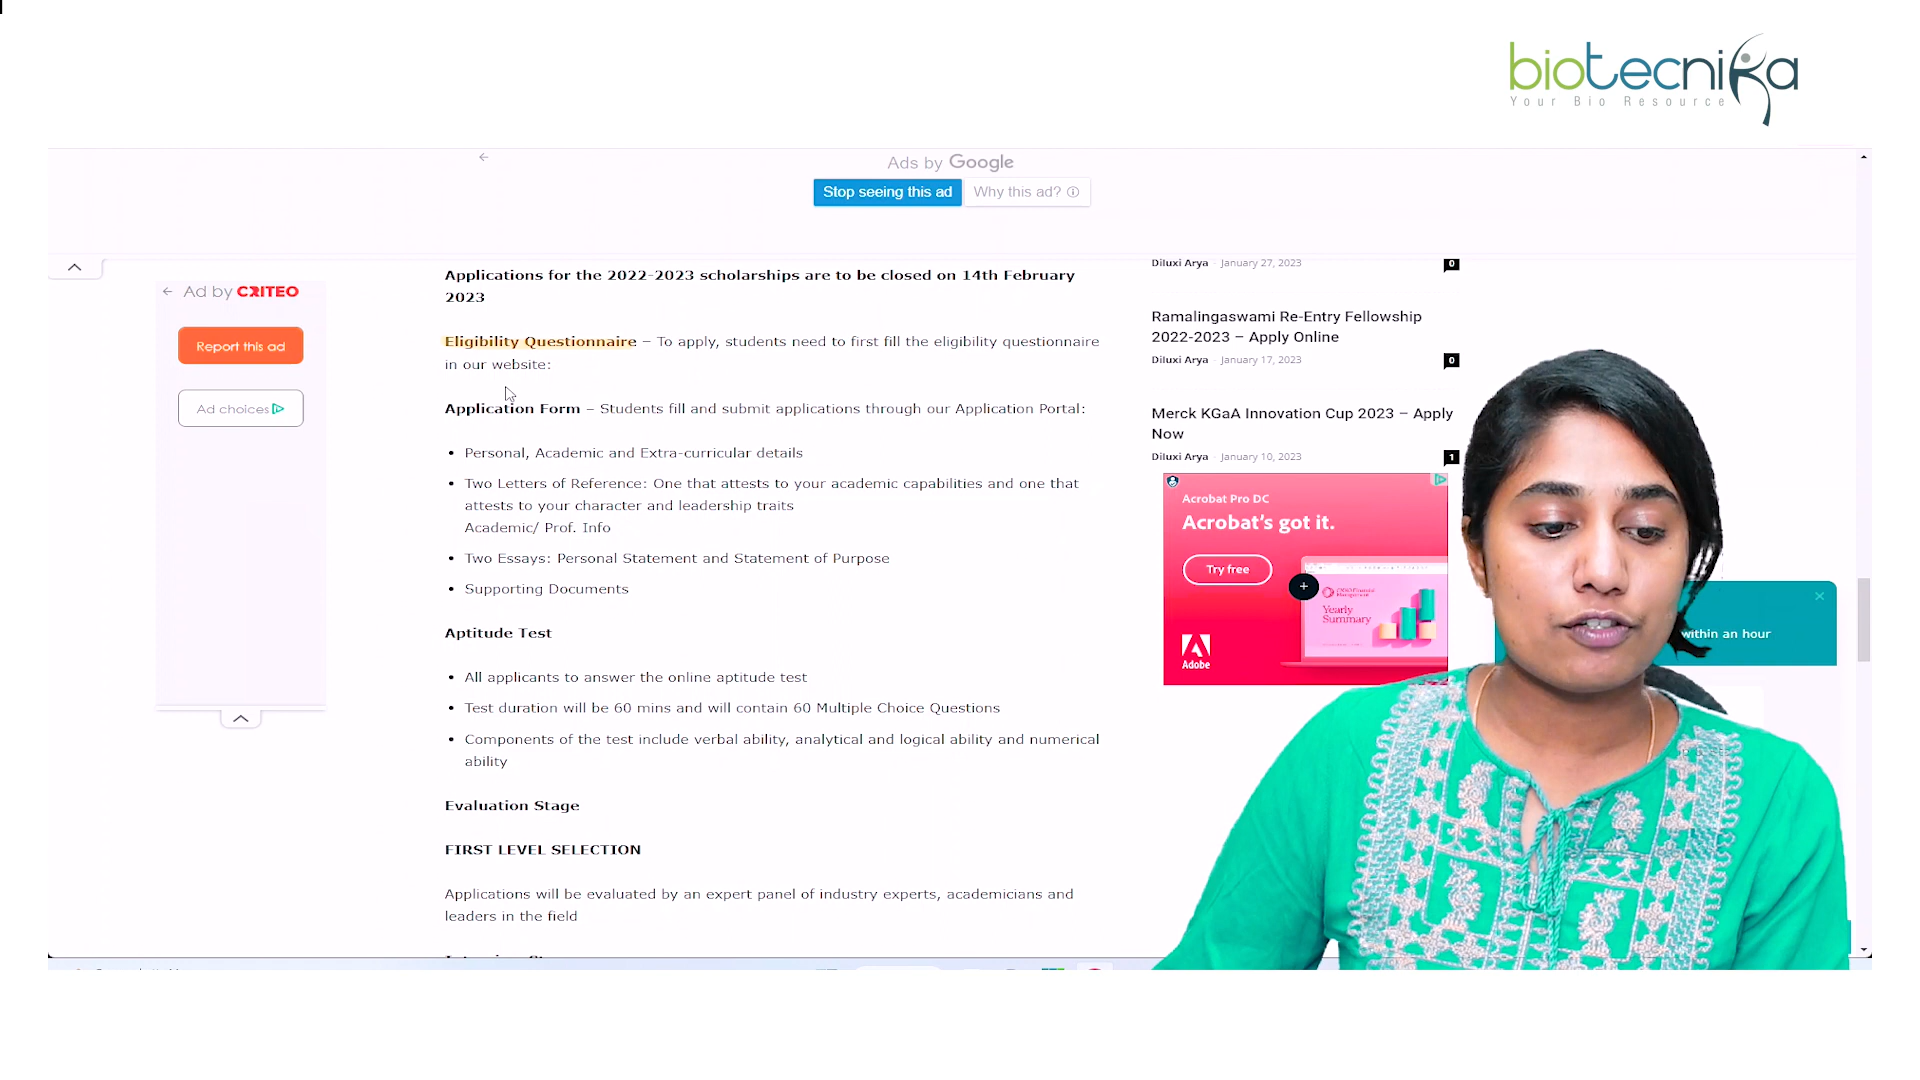 biotecnika
Your Bio Resource
Ads by Google
Stop seeing this ad
Why this ad?
Ad by CRITEO
Report this ad
Ad choices
Applications for the 2022-2023 scholarships are to be closed on 14th February
2023
Eligibility Questionnaire – To apply, students need to first fill the eligibility questionnaire
in our website:
Application Form – Students fill and submit applications through our Application Portal:
• Personal, Academic and Extra-curricular details
• Two Letters of Reference: One that attests to your academic capabilities and one that
attests to your character and leadership traits
Academic/ Prof. Info
• Two Essays: Personal Statement and Statement of Purpose
• Supporting Documents
Aptitude Test
• All applicants to answer the online aptitude test
• Test duration will be 60 mins and will contain 60 Multiple Choice Questions
• Components of the test include verbal ability, analytical and logical ability and numerical
ability
Evaluation Stage
FIRST LEVEL SELECTION
Applications will be evaluated by an expert panel of industry experts, academicians and
leaders in the field
Diluxi Arya - January 27, 2023
0
Ramalingaswami Re-Entry Fellowship
2022-2023 – Apply Online
Diluxi Arya - January 17, 2023
0
Merck KGaA Innovation Cup 2023 – Apply
Now
Diluxi Arya - January 10, 2023
1
Acrobat Pro DC
Acrobat's got it.
Try free
Yearly
Summary
Adobe
within an hour